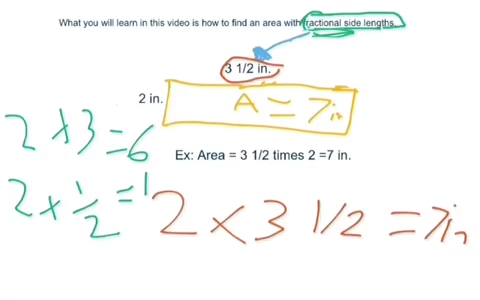 What you will learn in this video is how to find an area with fractional side lengths.
3 1/2 in.
2 in.
A = 7 in
2 x 3 = 6
Ex: Area = 3 1/2 times 2 =7 in.
2 x 1/2 = 1
2 x 3 1/2 = 7in